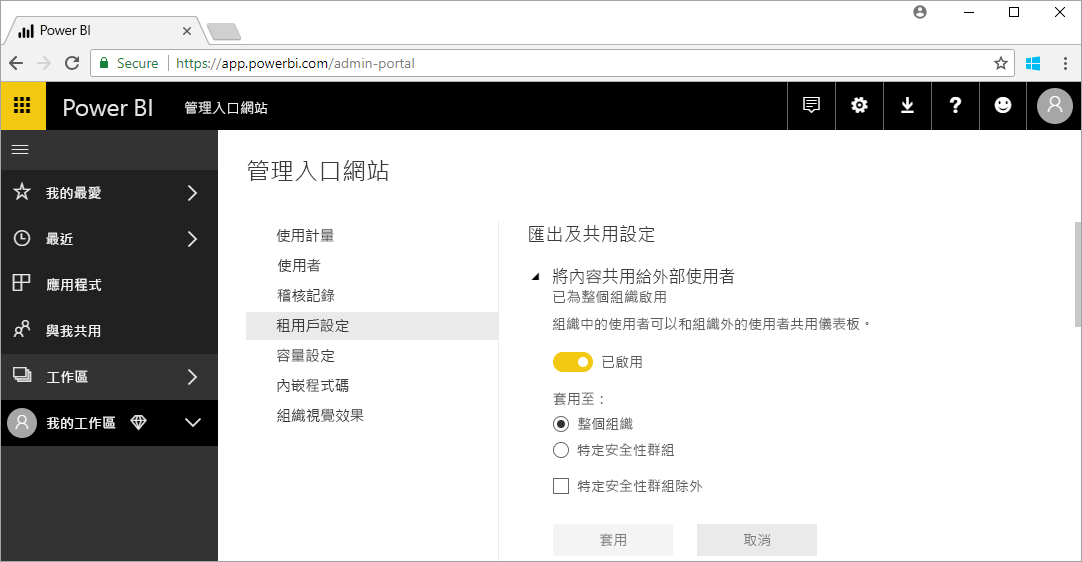 Power BI
Secure https://app.powerbi.com/admin-portal
Power BI 管理入口網站
我的最愛
最近
應用程式
與我共用
工作區
我的工作區
管理入口網站
使用計量
使用者
稽核記錄
租用戶設定
容量設定
內嵌程式碼
組織視覺效果
匯出及共用設定
將內容共用給外部使用者
已為整個組織啟用
組織中的使用者可以和組織外的使用者共用儀表板。
已啟用
套用至：
整個組織
特定安全性群組
特定安全性群組除外
套用
取消